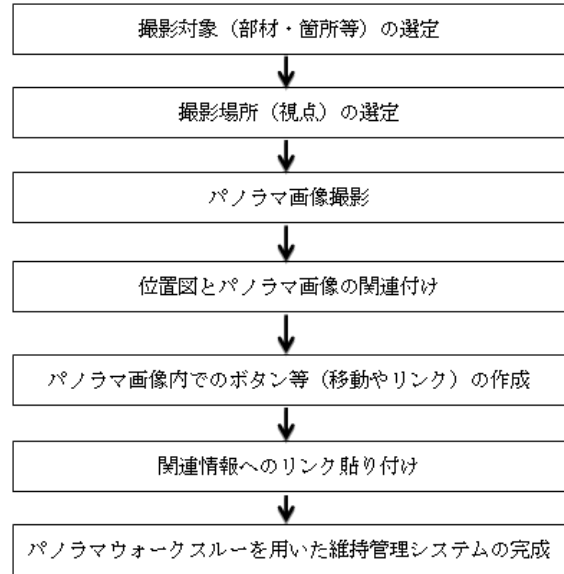 撮影対象（部材・箇所等）の選定
撮影場所（視点）の選定
パノラマ画像撮影
位置図とパノラマ画像の関連付け
パノラマ画像内でのボタン等（移動やリンク）の作成
関連情報へのリンク貼り付け
パノラマウォークスルーを用いた維持管理システムの完成